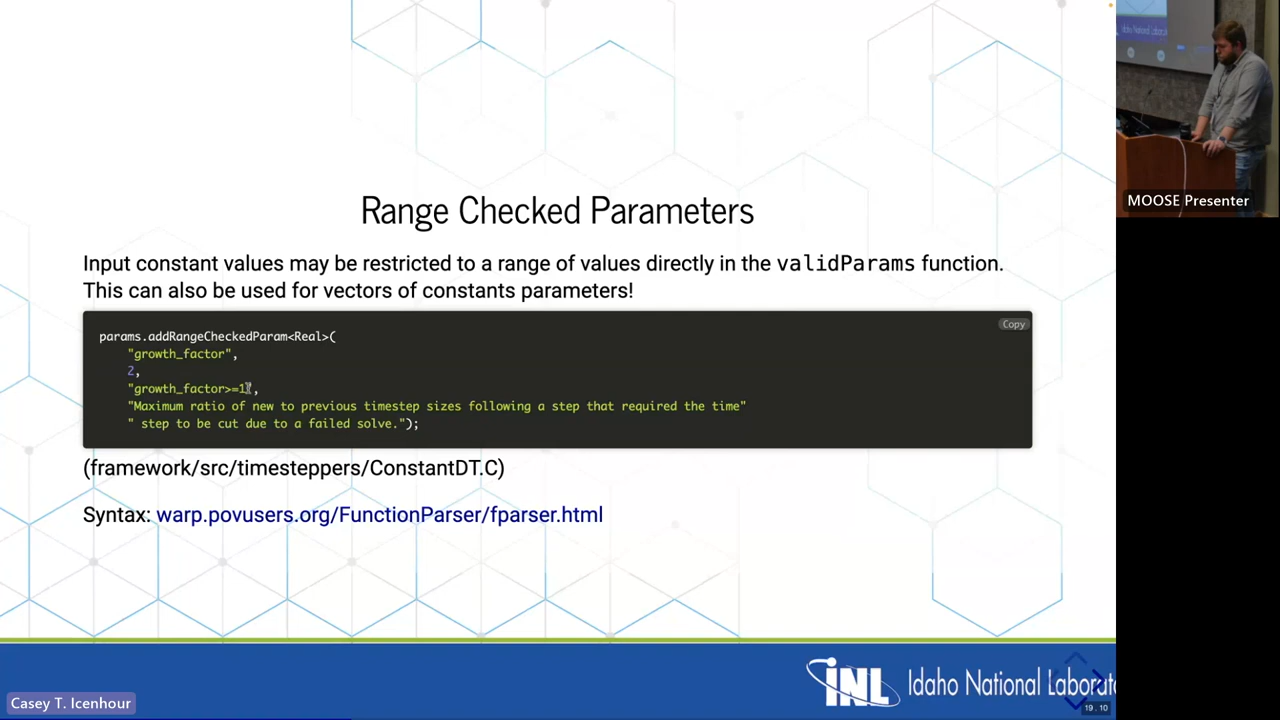 Range Checked Parameters
Input constant values may be restricted to a range of values directly in the validParams function.
This can also be used for vectors of constants parameters!
Copy
params.addRangeCheckedParam<Real>(
"growth_factor",
2,
"growth_factor>=1",
"Maximum ratio of new to previous timestep sizes following a step that required the time"
" step to be cut due to a failed solve.");
(framework/src/timesteppers/ConstantDT.C)
Syntax: warp.povusers.org/FunctionParser/fparser.html
INL Idaho National Laborat
19.10
Casey T. Icenhour
MOOSE Presenter